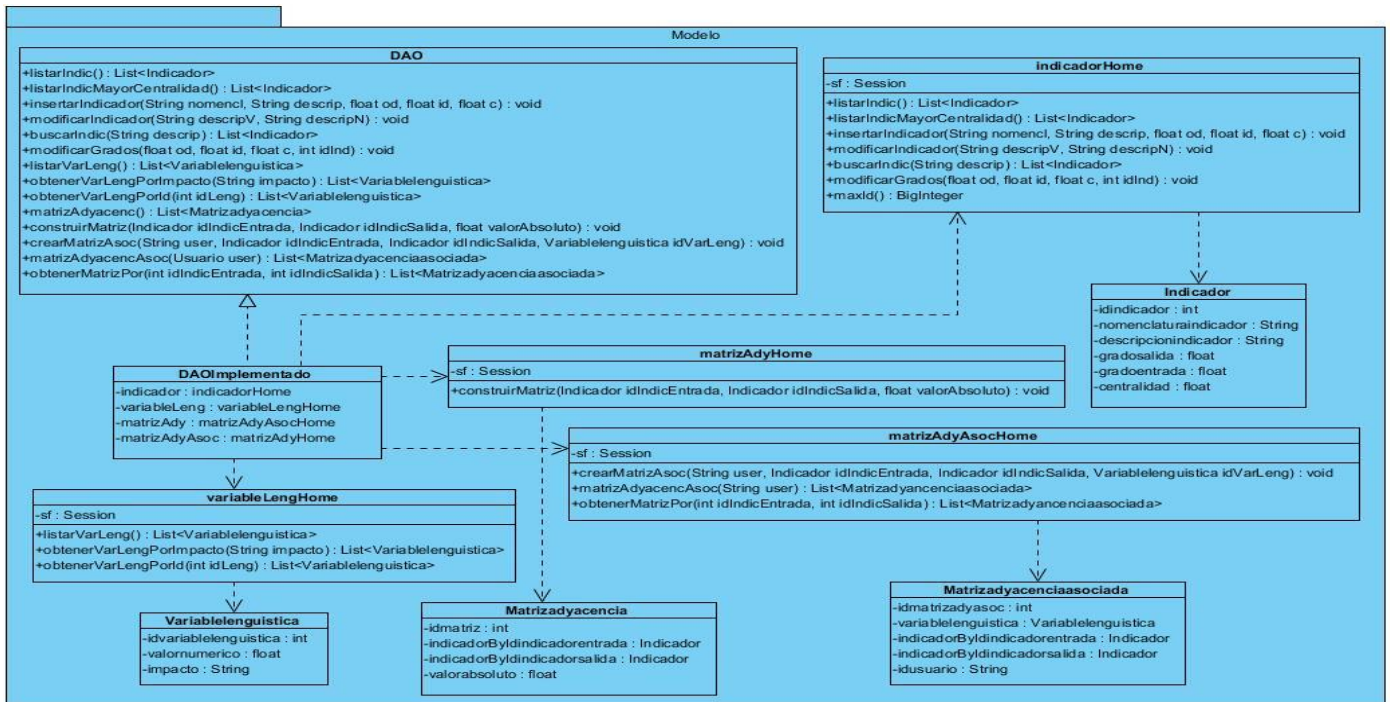 Modelo
DAO
+listarIndic() : List<Indicador>
+listarIndicMayorCentralidad() : List<Indicador>
+insertarIndicador(String nomencl, String descrip, float od, float id, float c) : void
+modificarIndicador(String descripV, String descripN) : void
+buscarIndic(String descrip) : List<Indicador>
+modificarGrados(float od, float id, float c, int idInd) : void
+listarVarLeng() : List<Variablelenguistica>
+obtenerVarLengPorImpacto(String impacto) : List<Variablelenguistica>
+obtenerVarLengPorId(int idLeng) : List<Variablelenguistica>
+matrizAdyacenc() : List<Matrizadyacencia>
+construirMatriz(Indicador idIndicEntrada, Indicador idIndicSalida, float valorAbsoluto) : void
+crearMatrizAsoc(String user, Indicador idIndicEntrada, Indicador idIndicSalida, Variablelenguistica idVarLeng) : void
+matrizAdyacencAsoc(Usuario user) : List<Matrizadyacenciaasociada>
+obtenerMatrizPor(int idIndicEntrada, int idIndicSalida) : List<Matrizadyacenciaasociada>
indicadorHome
-sf : Session
+listarIndic() : List<Indicador>
+listarIndicMayorCentralidad() : List<Indicador>
+insertarIndicador(String nomencl, String descrip, float od, float id, float c) : void
+modificarIndicador(String descripV, String descripN) : void
+buscarIndic(String descrip) : List<Indicador>
+modificarGrados(float od, float id, float c, int idInd) : void
+maxId() : BigInteger
Indicador
-idindicador : int
-nomenclaturaindicador : String
-descripcionindicador : String
-gradosalida : float
-gradoentrada : float
-centralidad : float
DAOImplementado
-indicador : indicadorHome
-variableLeng : variableLengHome
-matrizAdy : matrizAdyAsocHome
-matrizAdyAsoc : matrizAdyHome
matrizAdyHome
-sf : Session
+construirMatriz(Indicador idIndicEntrada, Indicador idIndicSalida, float valorAbsoluto) : void
matrizAdyAsocHome
-sf : Session
+crearMatrizAsoc(String user, Indicador idIndicEntrada, Indicador idIndicSalida, Variablelenguistica idVarLeng) : void
+matrizAdyacencAsoc(String user) : List<Matrizadyancenciaasociada>
+obtenerMatrizPor(int idIndicEntrada, int idIndicSalida) : List<Matrizadyancenciaasociada>
variableLengHome
-sf : Session
+listarVarLeng() : List<Variablelenguistica>
+obtenerVarLengPorImpacto(String impacto) : List<Variablelenguistica>
+obtenerVarLengPorId(int idLeng) : List<Variablelenguistica>
Variablelenguistica
-idvariablelenguistica : int
-valornumerico : float
-impacto : String
Matrizadyacencia
-idmatriz : int
-indicadorByIdindicadorentrada : Indicador
-indicadorByIdindicadorsalida : Indicador
-valorabsoluto : float
Matrizadyacenciaasociada
-idmatrizadyasoc : int
-variablelenguistica : Variablelenguistica
-indicadorByIdindicadorentrada : Indicador
-indicadorByIdindicadorsalida : Indicador
-idusuario : String